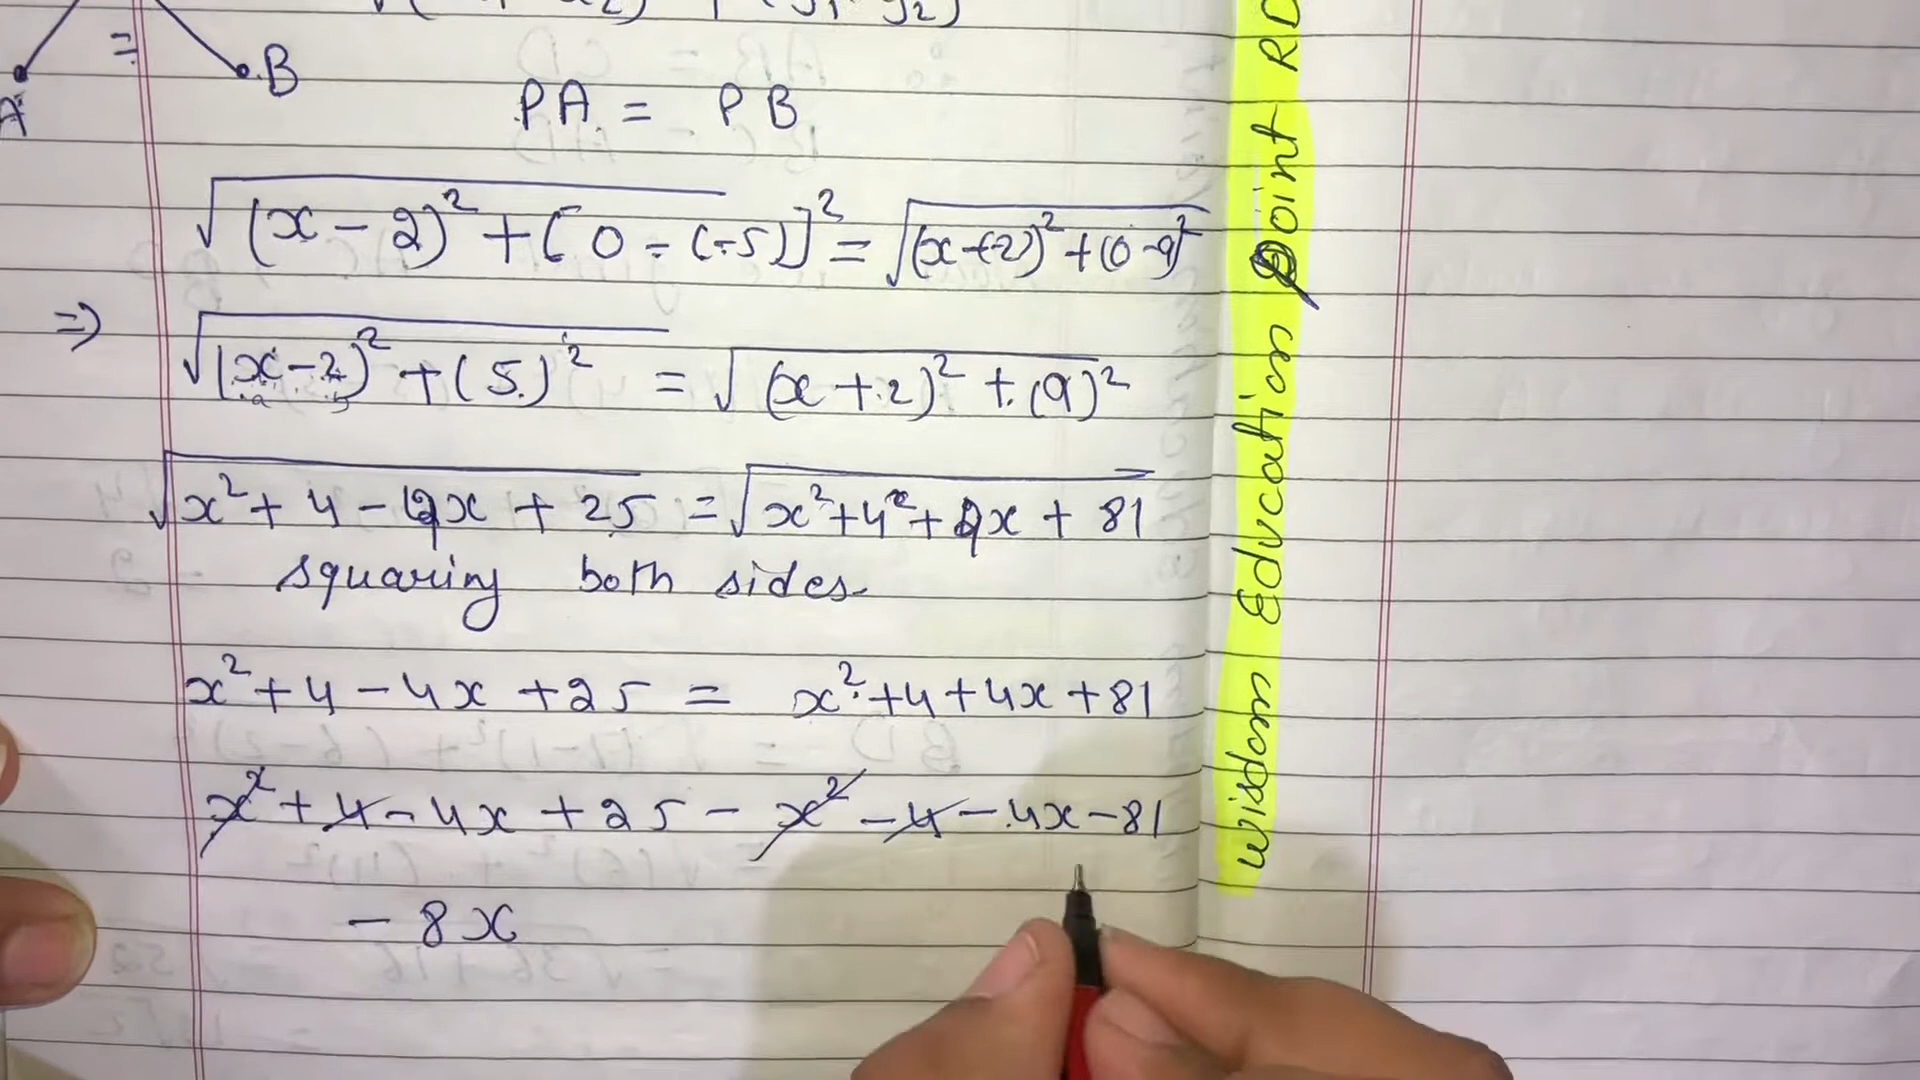 B
A
PA = PB
√(x - 2)² + [0 - (-5)]² = √(x+(2))² + (0-9)²
⇒ √(x-2)² + (5)² = √(x+2)² + (9)²
√x² + 4 - 4x + 25 = √x² + 4 + 4x + 81
squaring both sides
x² + 4 - 4x + 25 = x² + 4 + 4x + 81
x² + 4 - 4x + 25 - x² - 4 - 4x - 81
- 8x
Wisdom Education Point RD